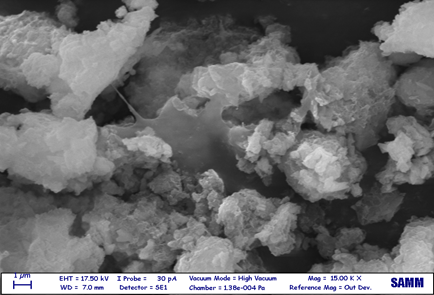 1 µm
EHT = 17.50 kV I Probe = 30 pA Vacuum Mode = High Vacuum Mag = 15.00 K X SAMM
WD = 7.0 mm Detector = SE1 Chamber = 1.38e-004 Pa Reference Mag = Out Dev.